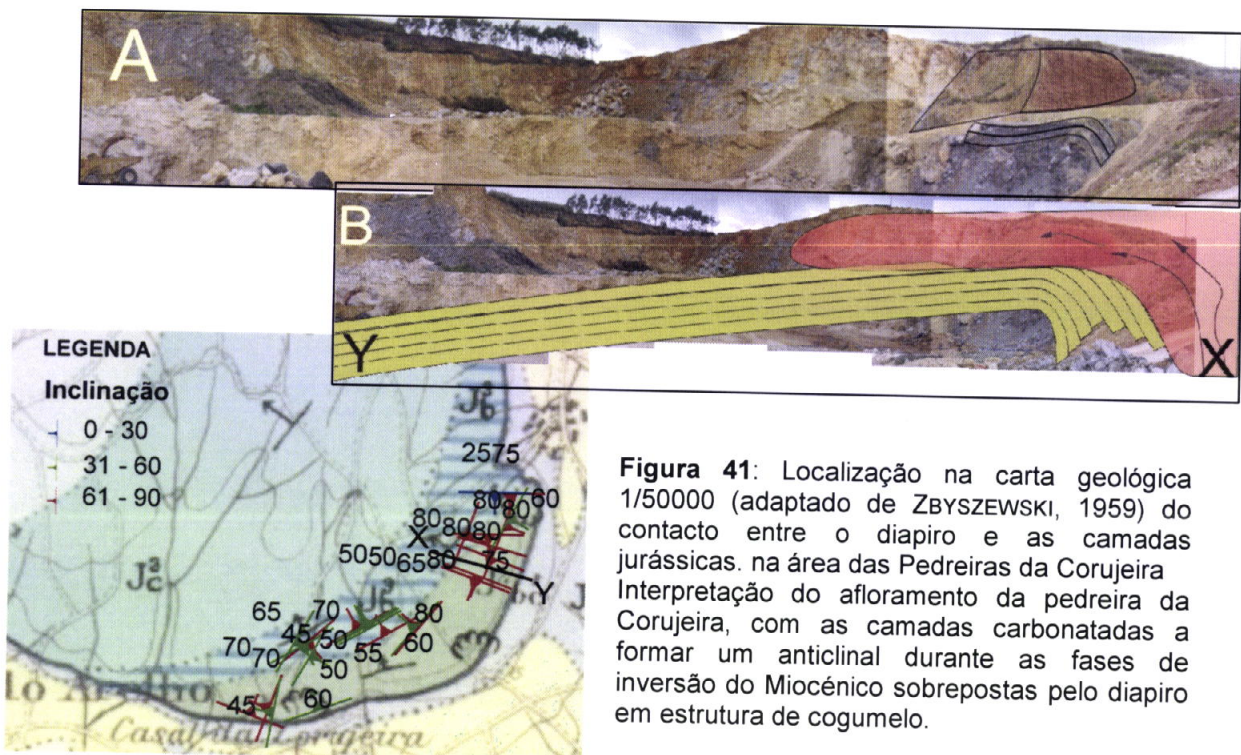 A
B
Y
X
LEGENDA
Inclinação
0 - 30
31 - 60
61 - 90
2575
80 60
80
80 80 80
X
5050 65 80 75
Y
65 70 80
45 50 60
70 70 55
50
45 60
Casal da
Figura 41: Localização na carta geológica
1/50000 (adaptado de ZBYSZEWSKI, 1959) do
contacto entre o diapiro e as camadas
jurássicas. na área das Pedreiras da Corujeira
Interpretação do afloramento da pedreira da
Corujeira, com as camadas carbonatadas a
formar um anticlinal durante as fases de
inversão do Miocénico sobrepostas pelo diapiro
em estrutura de cogumelo.